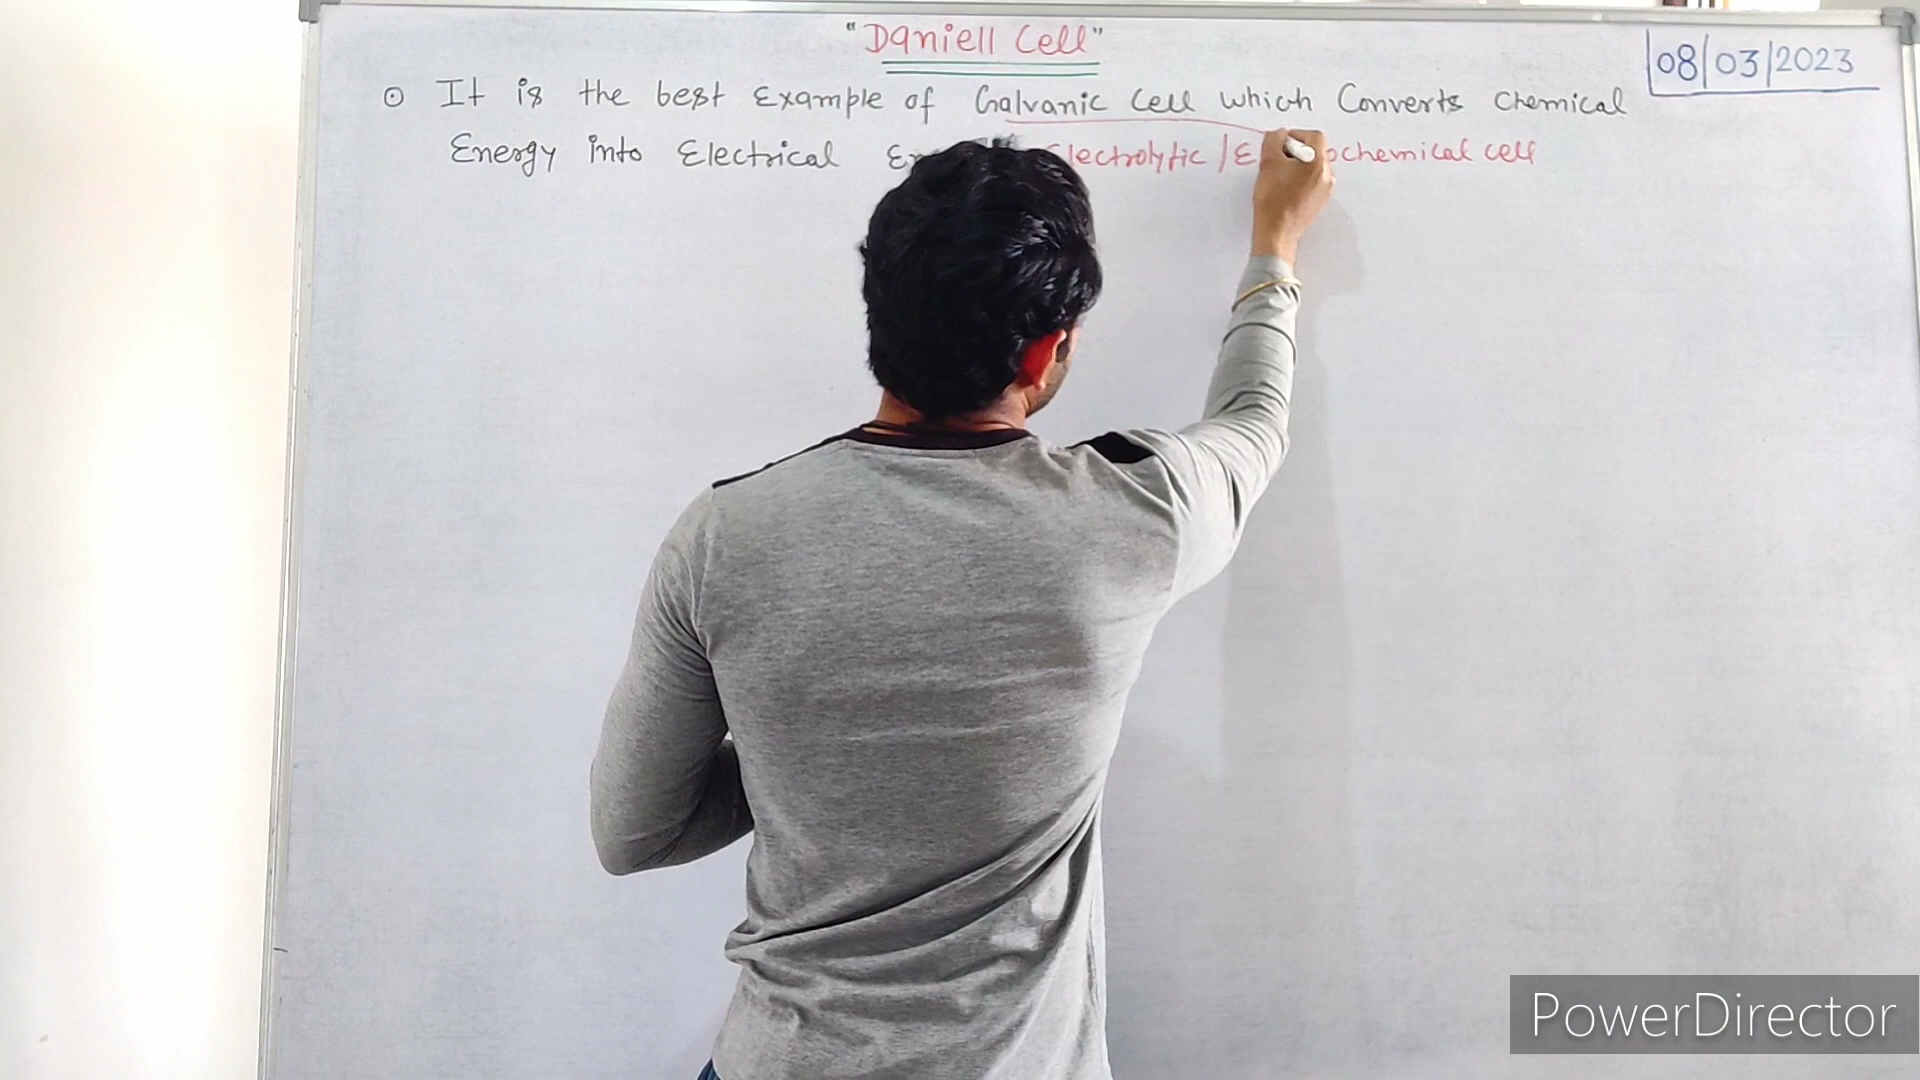 "Daniell Cell"
08/03/2023
⊙ It is the best Example of Galvanic Cell which Converts Chemical
Energy into Electrical Electrolytic / cell
PowerDirector